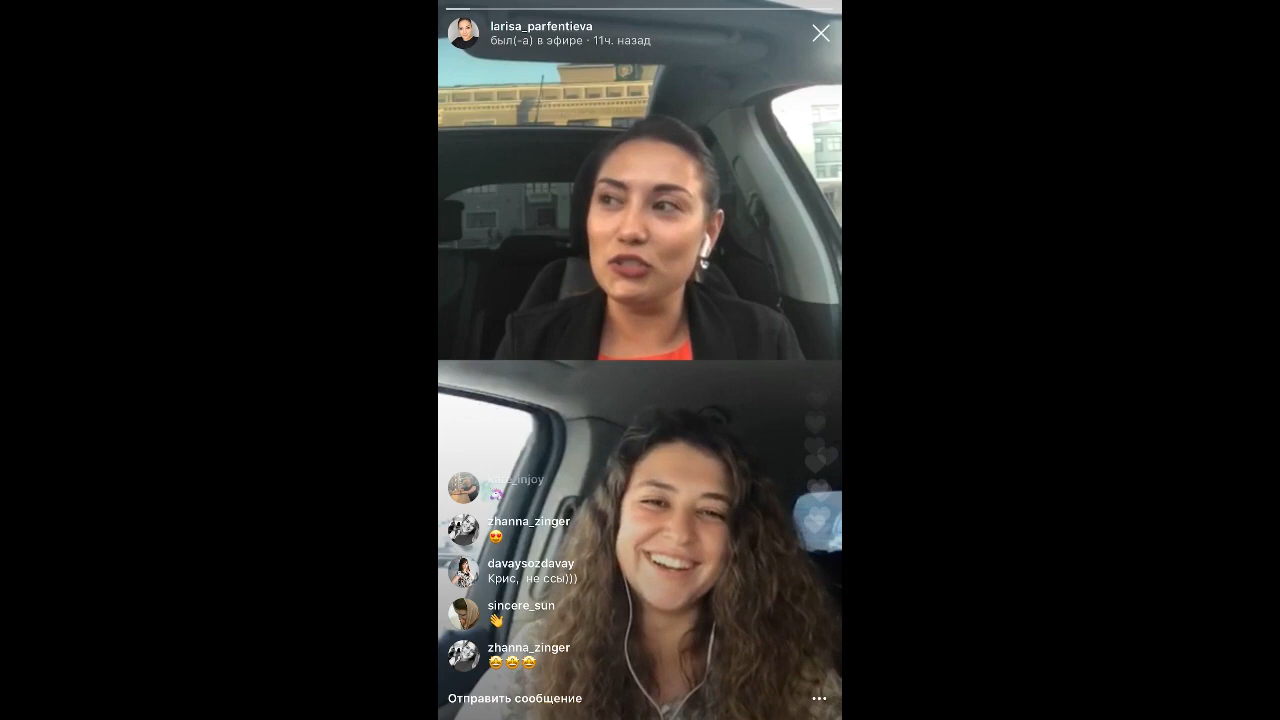 larisa_parfentieva
был(-а) в эфире · 11ч. назад
zhanna_zinger
😍
davaysozdavay
Крис, не ссы)))
sincere_sun
👋
zhanna_zinger
🤩🤩🤩
Отправить сообщение